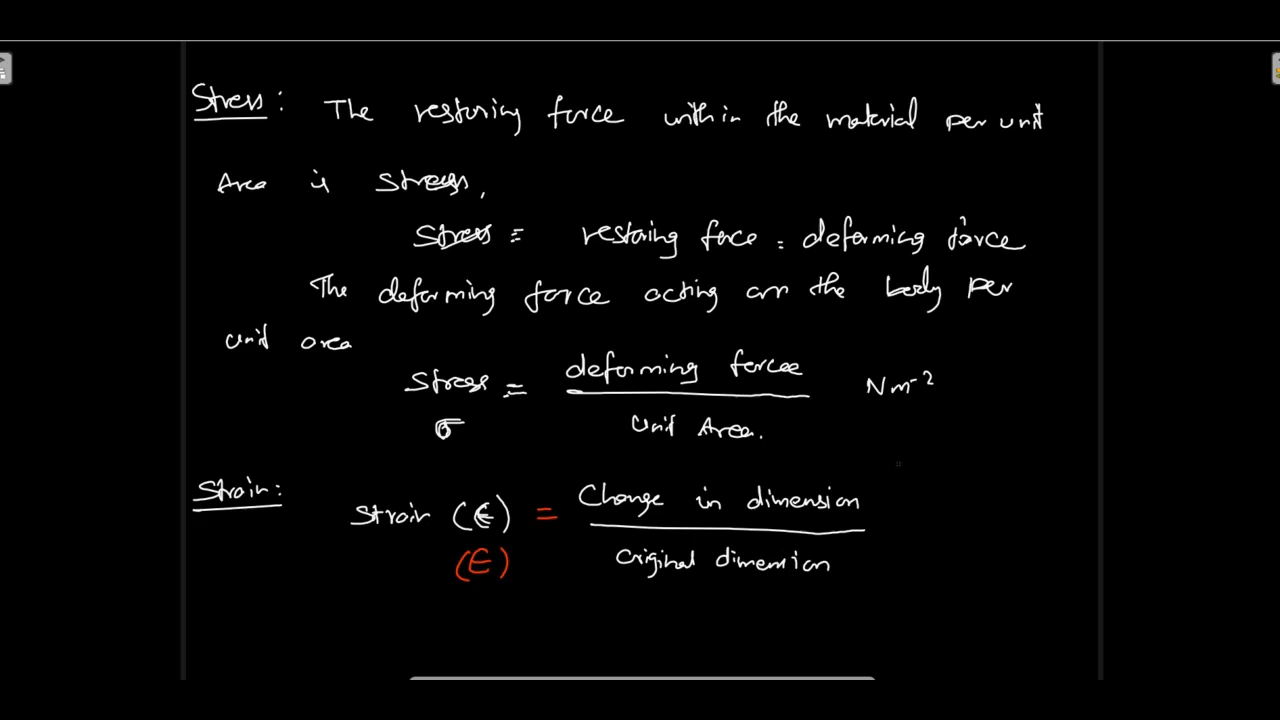 Stress: The restoring force within the material per unit
Area is stress,
Stress = restoring force = deforming force
The deforming force acting on the body per
unit area
Stress = deforming force / Unit Area. Nm⁻²
σ
Strain: Strain (ε) = Change in dimension / Original dimension
(E)